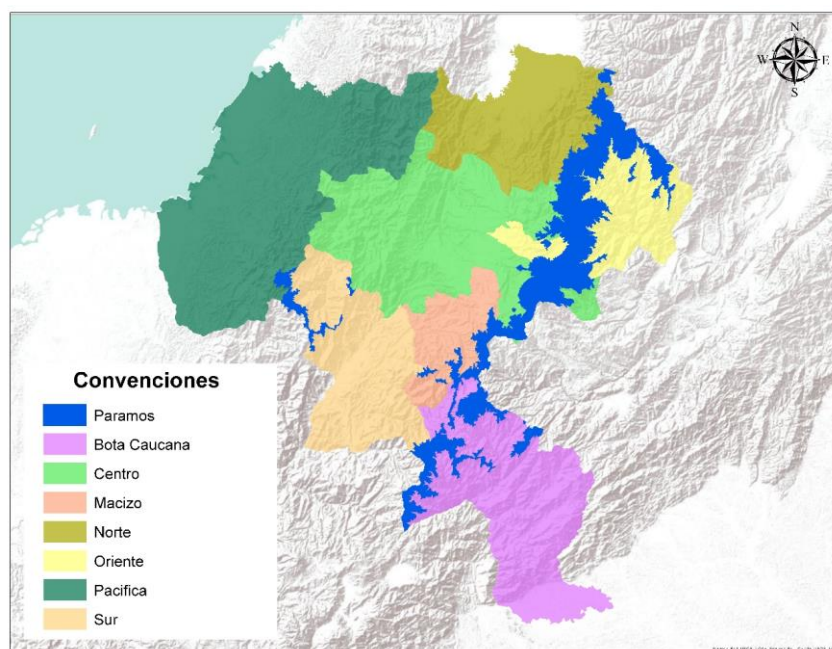 N
W E
S
Convenciones
Paramos
Bota Caucana
Centro
Macizo
Norte
Oriente
Pacifica
Sur